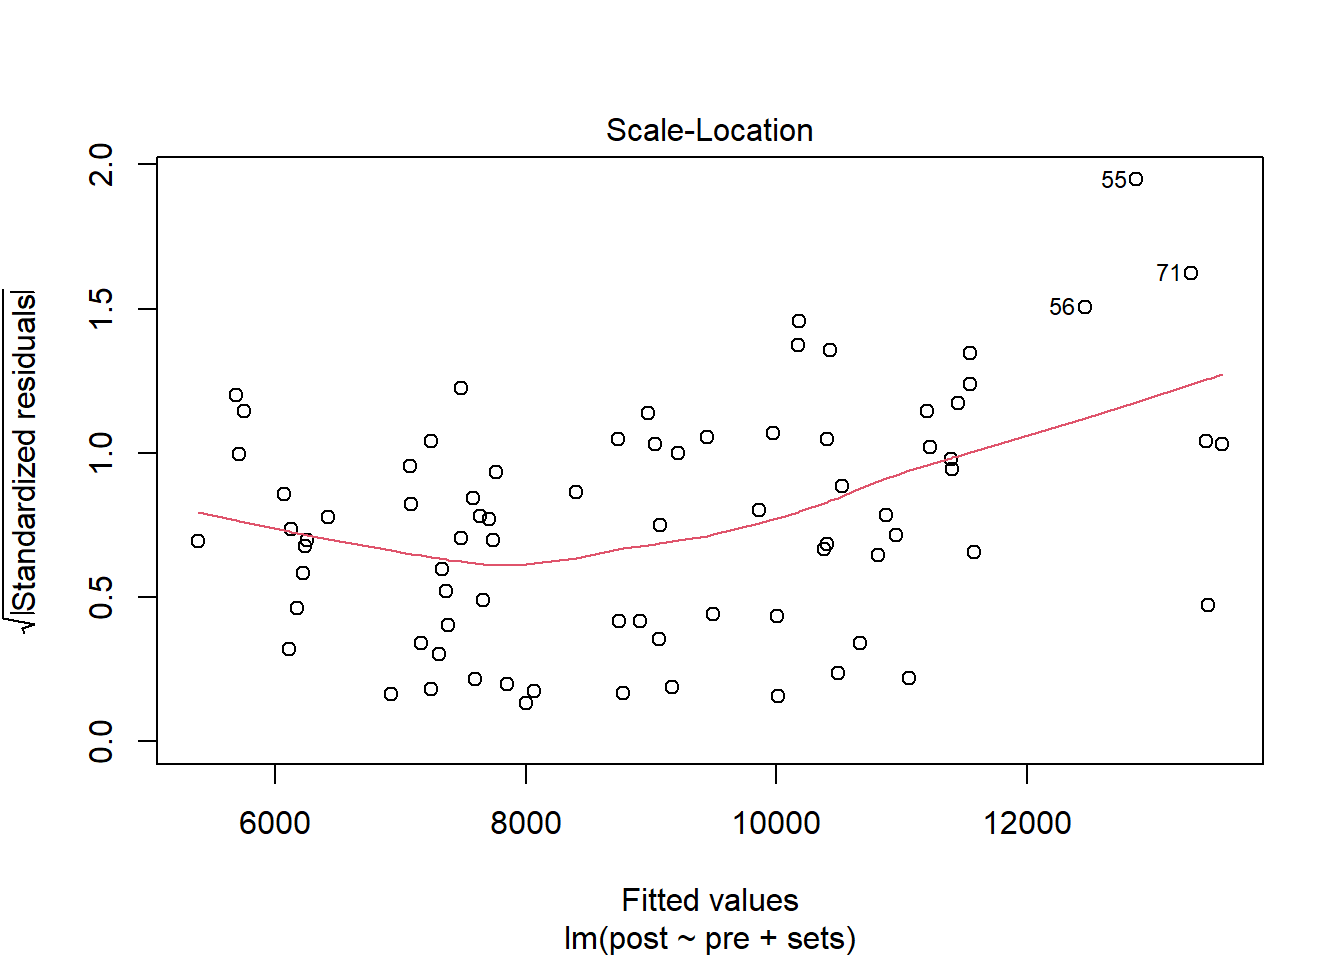 Scale-Location
√|Standardized residuals|
2.0
1.5
1.0
0.5
0.0
55
71
56
6000 8000 10000 12000
Fitted values
lm(post ~ pre + sets)